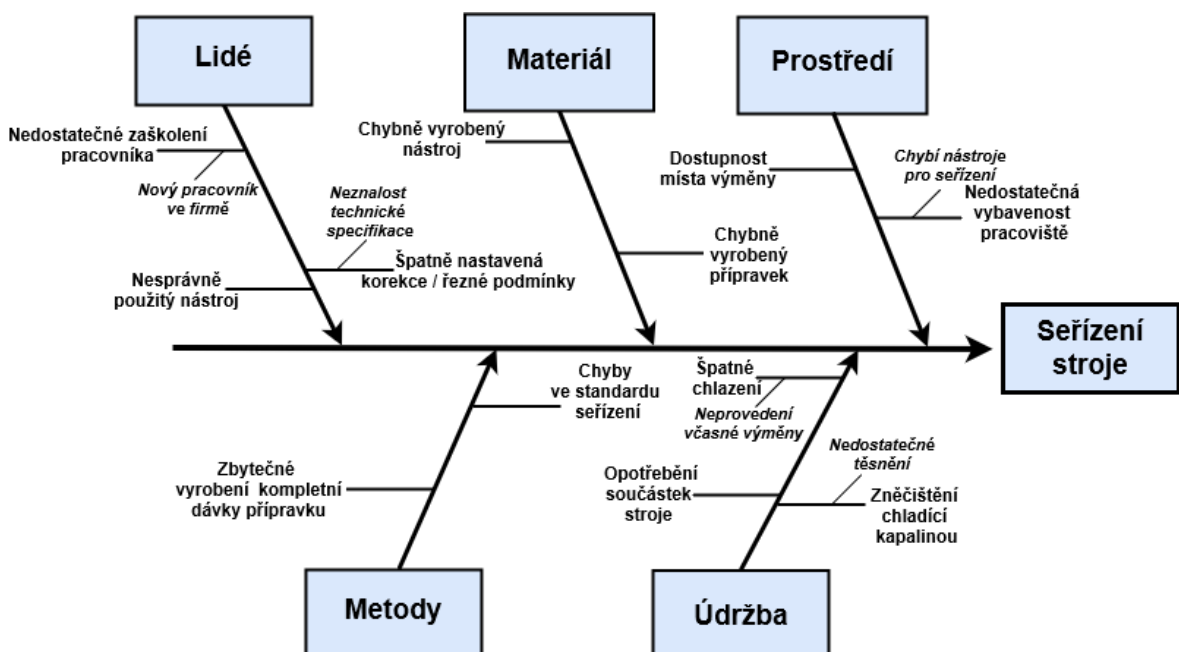 Lidé
Materiál
Prostředí
Nedostatečné zaškolení
pracovníka
Nový pracovník
ve firmě
Neznalost
technické
specifikace
Špatně nastavená
korekce / řezné podmínky
Nesprávně
použitý nástroj
Chybně vyrobený
nástroj
Chybně
vyrobený
přípravek
Dostupnost
místa výměny
Chybí nástroje
pro seřízení
Nedostatečná
vybavenost
pracoviště
Seřízení
stroje
Chyby
ve standardu
seřízení
Zbytečné
vyrobení kompletní
dávky přípravku
Špatné
chlazení
Neprovedení
včasné výměny
Opotřebění
součástek
stroje
Nedostatečné
těsnění
Zněčištění
chladící
kapalinou
Metody
Údržba